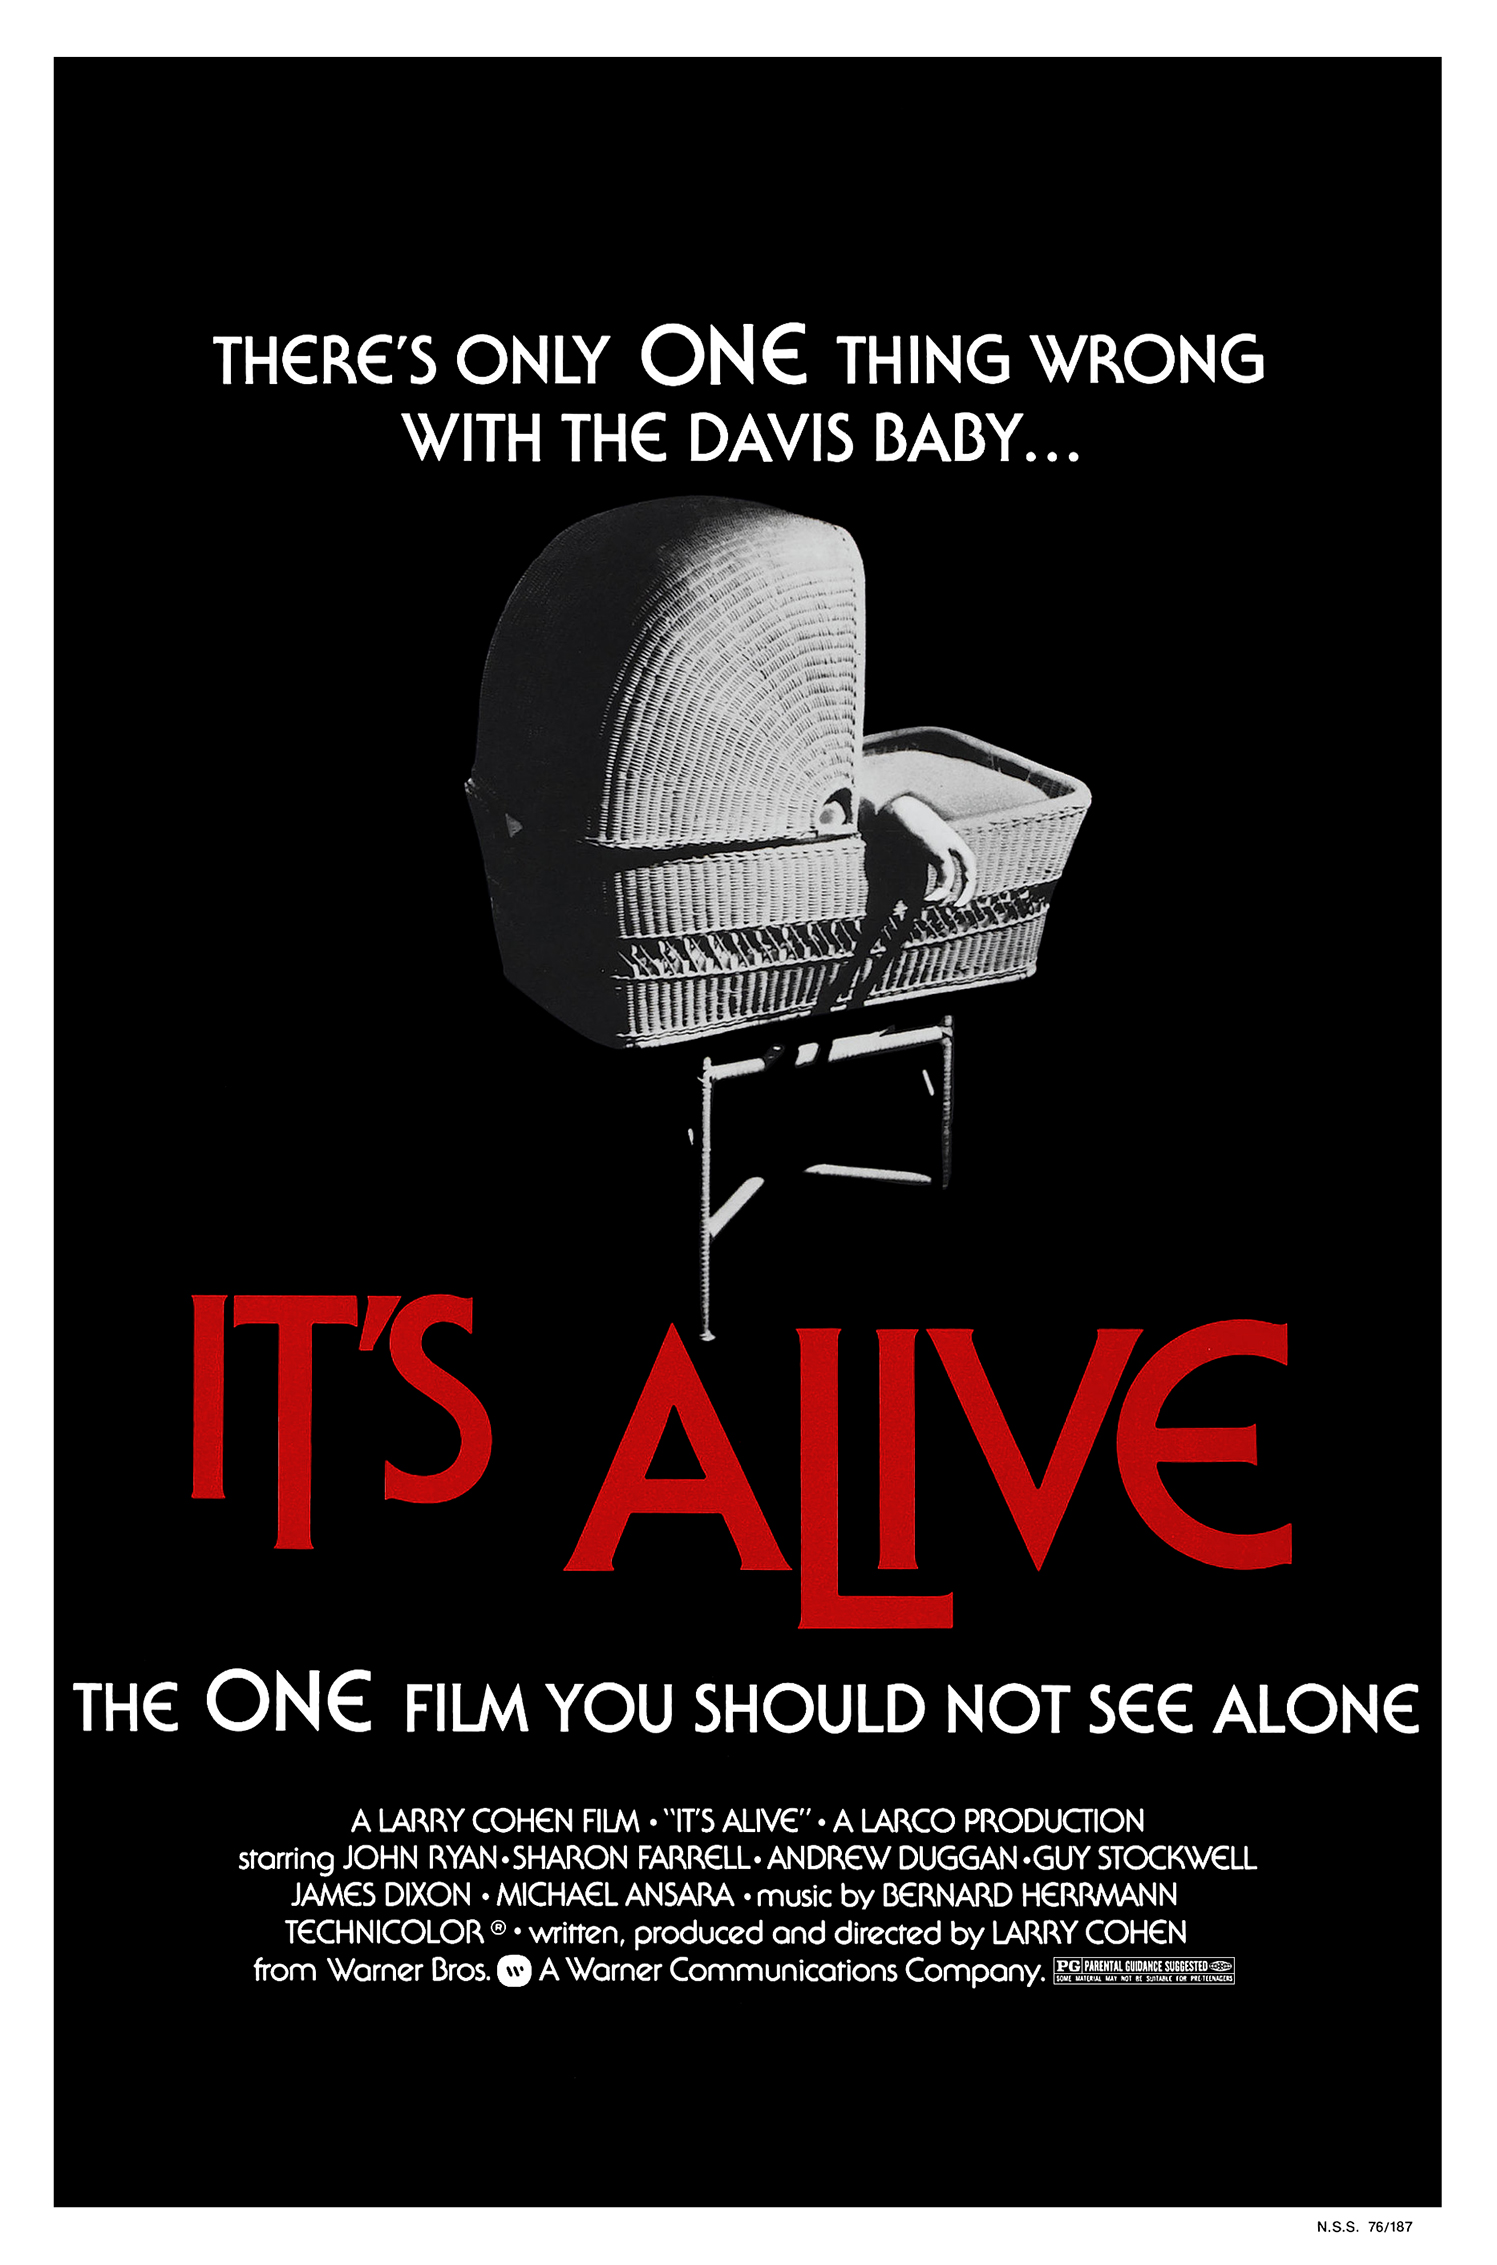 THERE'S ONLY ONE THING WRONG
WITH THE DAVIS BABY...
IT'S ALIVE
THE ONE FILM YOU SHOULD NOT SEE ALONE
A LARRY COHEN FILM • "IT'S ALIVE" • A LARCO PRODUCTION
starring JOHN RYAN • SHARON FARRELL • ANDREW DUGGAN • GUY STOCKWELL
JAMES DIXON • MICHAEL ANSARA • music by BERNARD HERRMANN
TECHNICOLOR ® • written, produced and directed by LARRY COHEN
from Warner Bros. A Warner Communications Company.
PG PARENTAL GUIDANCE SUGGESTED
SOME MATERIAL MAY NOT BE SUITABLE FOR PRE-TEENAGERS
N.S.S. 76/187